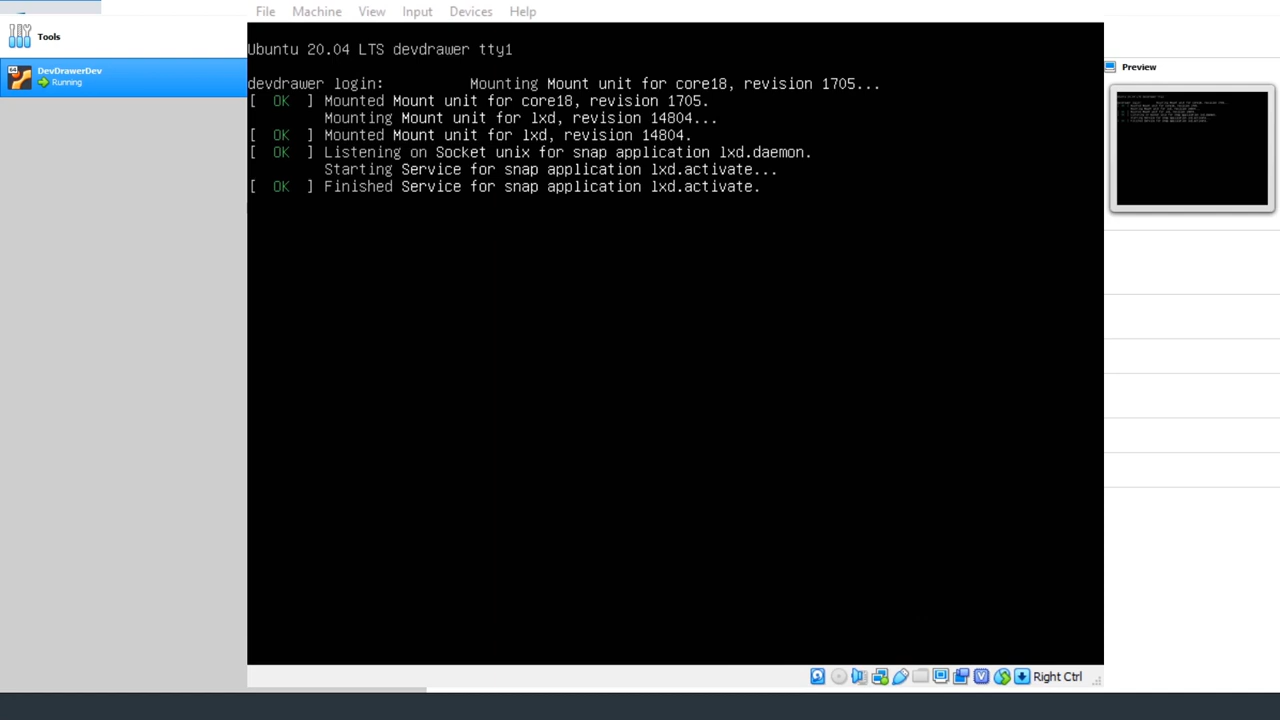 File Machine View Input Devices Help
Tools
DevDrawerDev
Running
Preview
Ubuntu 20.04 LTS devdrawer tty1
devdrawer login: Mounting Mount unit for core18, revision 1705...
[ OK ] Mounted Mount unit for core18, revision 1705.
Mounting Mount unit for lxd, revision 14804...
[ OK ] Mounted Mount unit for lxd, revision 14804.
[ OK ] Listening on Socket unix for snap application lxd.daemon.
Starting Service for snap application lxd.activate...
[ OK ] Finished Service for snap application lxd.activate.
Right Ctrl